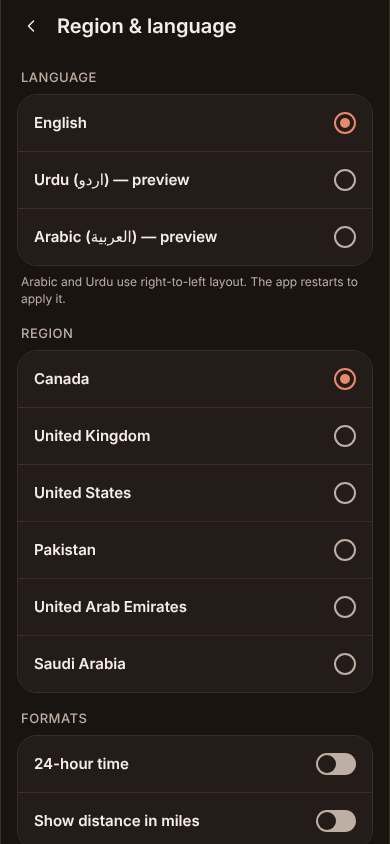 Region & language
LANGUAGE
English
Urdu (اردو) — preview
Arabic (العربية) — preview
Arabic and Urdu use right-to-left layout. The app restarts to
apply it.
REGION
Canada
United Kingdom
United States
Pakistan
United Arab Emirates
Saudi Arabia
FORMATS
24-hour time
Show distance in miles